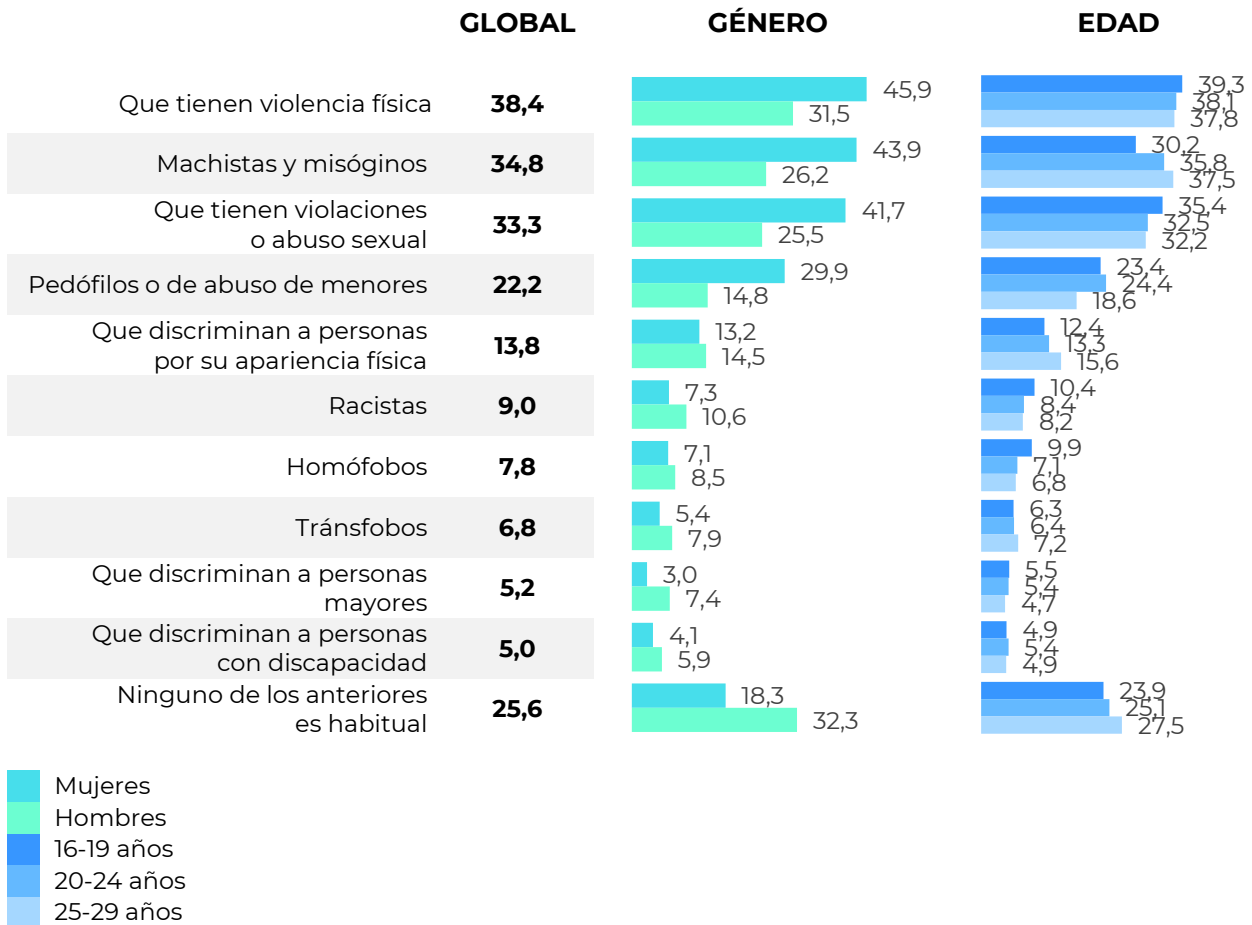 GLOBAL GÉNERO EDAD
Que tienen violencia física 38,4 45,9 31,5 39,3 38,1 37,8
Machistas y misóginos 34,8 43,9 26,2 30,2 35,8 37,5
Que tienen violaciones
o abuso sexual 33,3 41,7 25,5 35,4 32,5 32,2
Pedófilos o de abuso de menores 22,2 29,9 14,8 23,4 24,4 18,6
Que discriminan a personas
por su apariencia física 13,8 13,2 14,5 12,4 13,3 15,6
Racistas 9,0 7,3 10,6 10,4 8,4 8,2
Homófobos 7,8 7,1 8,5 9,9 7,1 6,8
Tránsfobos 6,8 5,4 7,9 6,3 6,4 7,2
Que discriminan a personas
mayores 5,2 3,0 7,4 5,5 5,4 4,7
Que discriminan a personas
con discapacidad 5,0 4,1 5,9 4,9 5,4 4,9
Ninguno de los anteriores
es habitual 25,6 18,3 32,3 23,9 25,1 27,5
Mujeres
Hombres
16-19 años
20-24 años
25-29 años